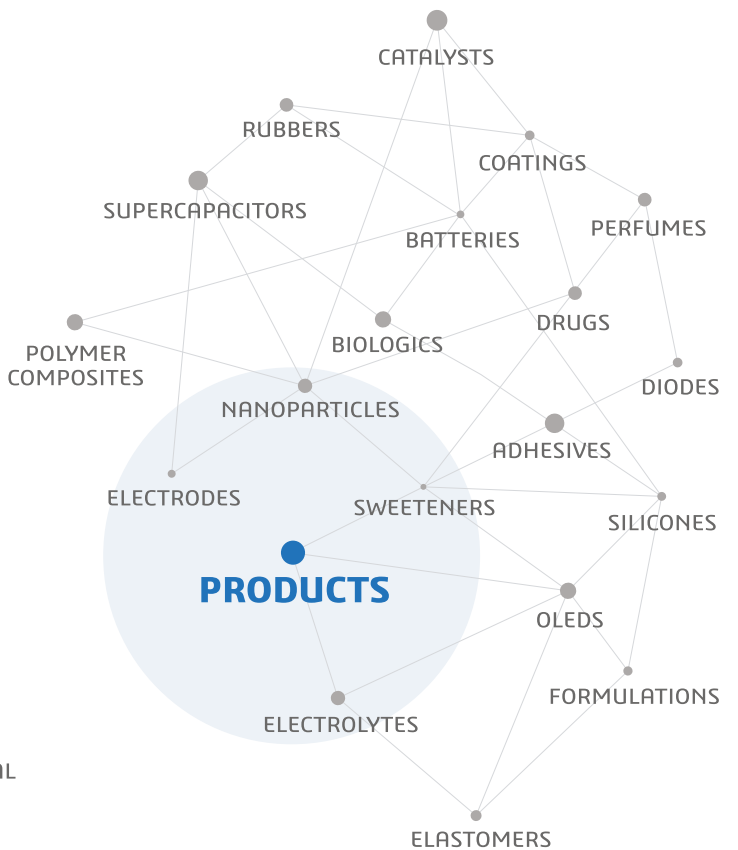 CATALYSTS
RUBBERS
COATINGS
SUPERCAPACITORS
PERFUMES
BATTERIES
DRUGS
BIOLOGICS
POLYMER
COMPOSITES
DIODES
NANOPARTICLES
ADHESIVES
ELECTRODES
SWEETENERS
SILICONES
PRODUCTS
OLEDS
FORMULATIONS
ELECTROLYTES
AL
ELASTOMERS